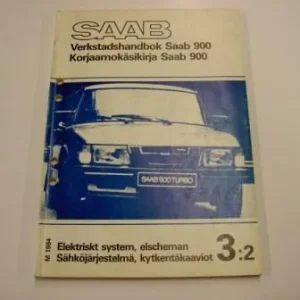 SAAB
Verkstadshandbok Saab 900
Korjaamokäsikirja Saab 900
SAAB 900 TURBO
M 1984
Elektriskt system, elscheman
Sähköjärjestelmä, kytkentäkaaviot
3:2